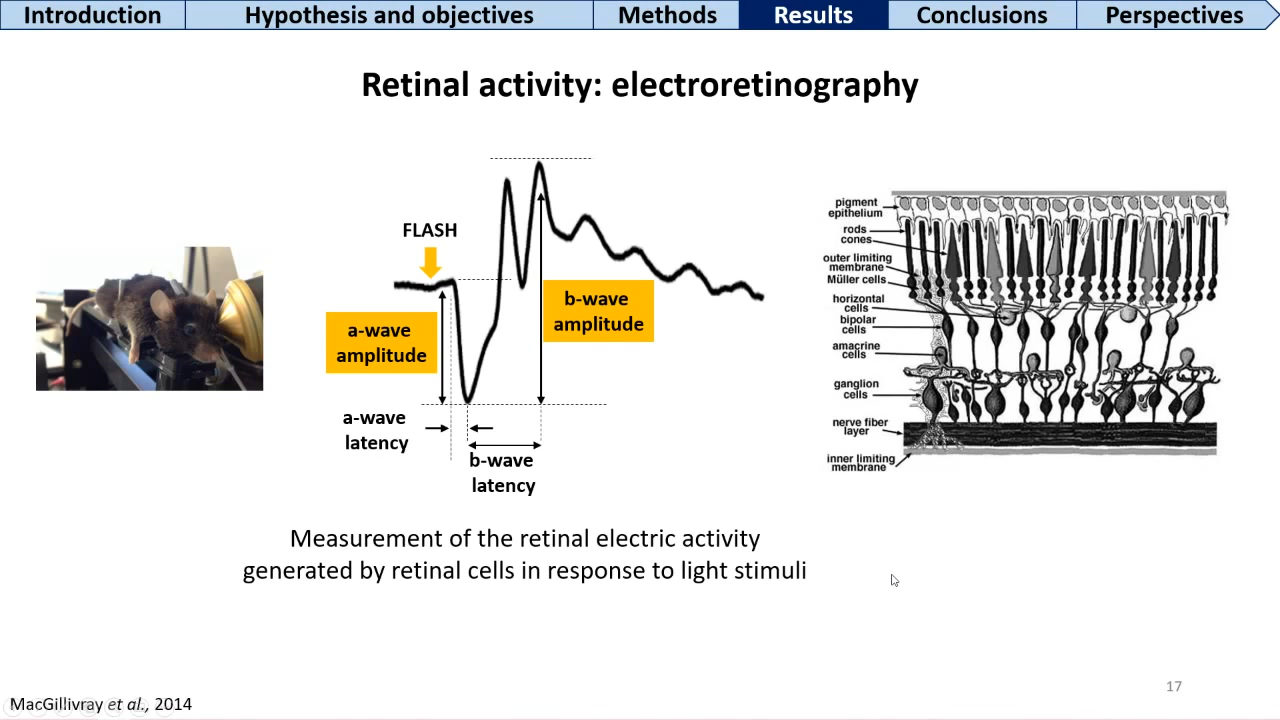 Introduction
Hypothesis and objectives
Methods
Results
Conclusions
Perspectives
Retinal activity: electroretinography
FLASH
a-wave
amplitude
b-wave
amplitude
a-wave
latency
b-wave
latency
pigment
epithelium
rods
cones
outer limiting
membrane
Müller cells
horizontal
cells
bipolar
cells
amacrine
cells
ganglion
cells
nerve fiber
layer
inner limiting
membrane
Measurement of the retinal electric activity
generated by retinal cells in response to light stimuli
17
MacGillivray et al., 2014